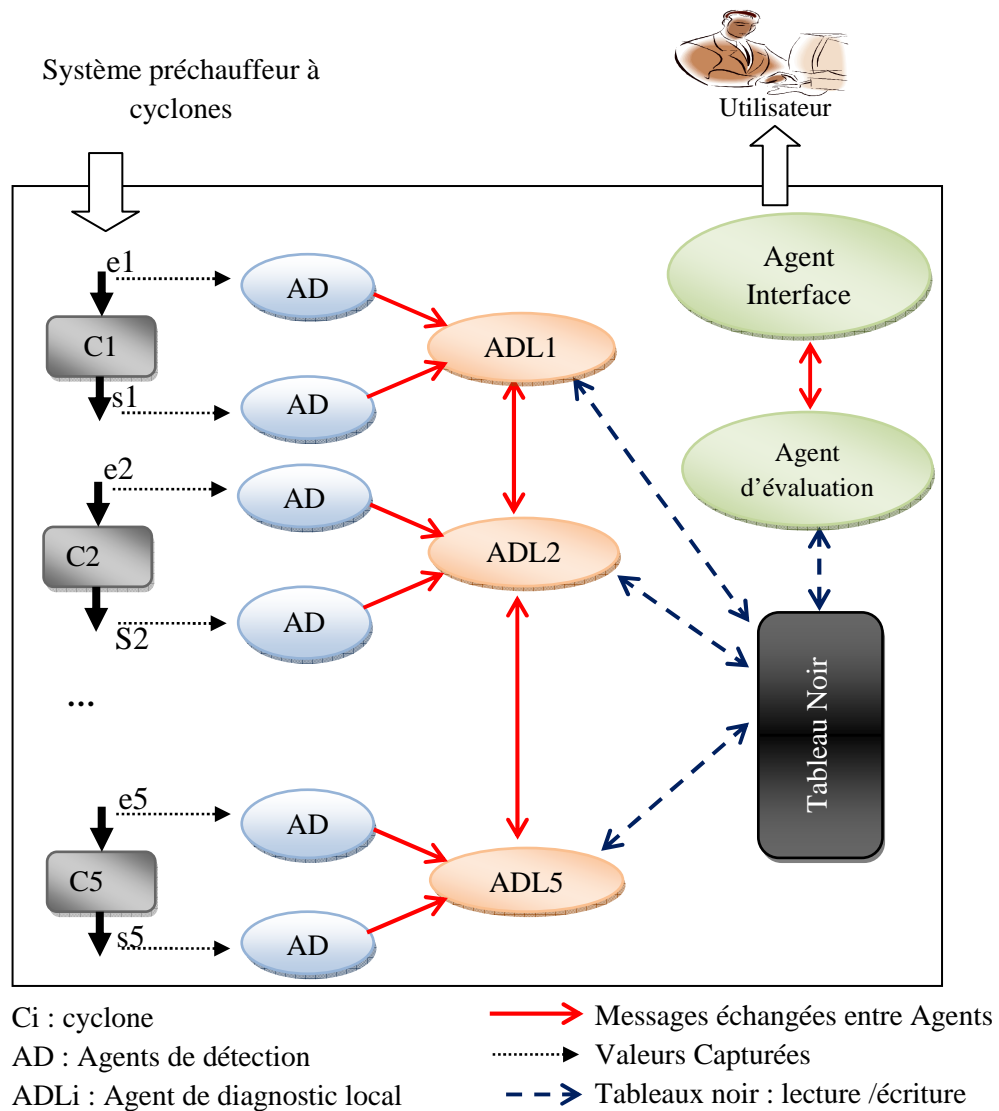 Système préchauffeur à
cyclones
Utilisateur
e1
AD
C1
s1
AD
ADL1
Agent
Interface
e2
AD
C2
S2
AD
ADL2
Agent
d'évaluation
...
Tableau Noir
e5
AD
C5
s5
AD
ADL5
Ci : cyclone
AD : Agents de détection
ADLi : Agent de diagnostic local
Messages échangées entre Agents
Valeurs Capturées
Tableaux noir : lecture /écriture